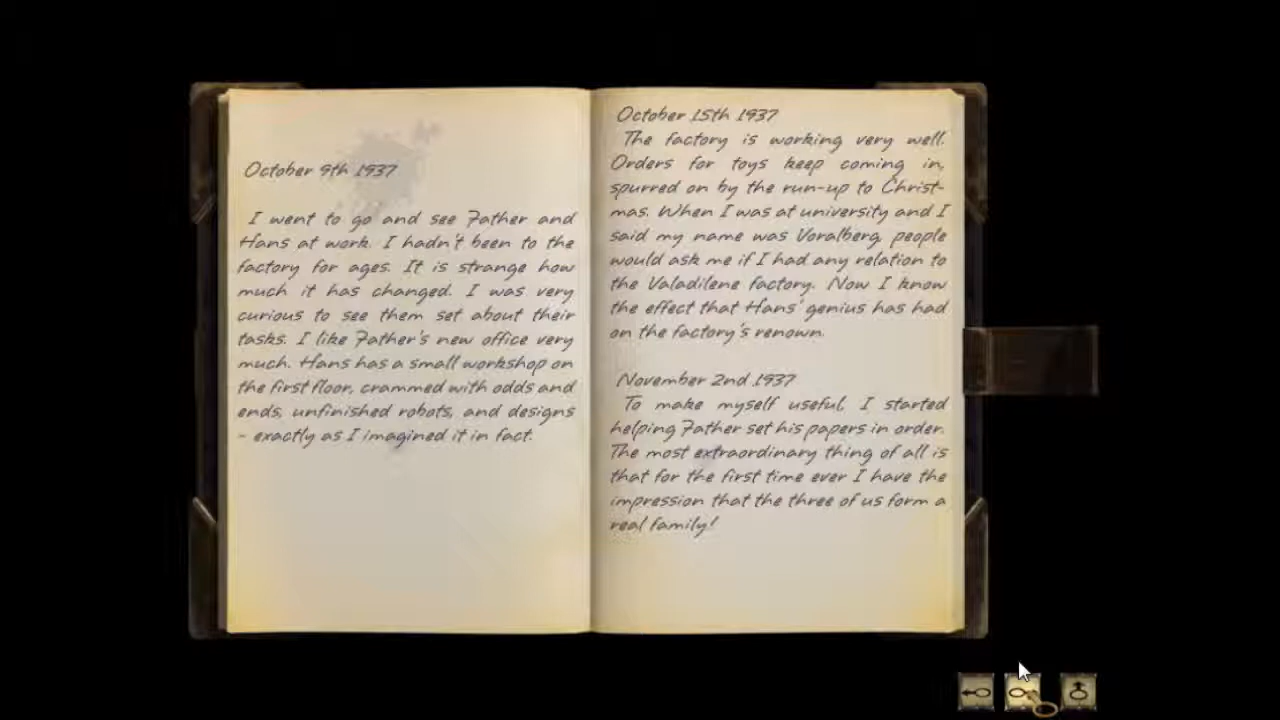 October 9th 1937
I went to go and see Father and
Hans at work. I hadn't been to the
factory for ages. It is strange how
much it has changed. I was very
curious to see them set about their
tasks. I like Father's new office very
much. Hans has a small workshop on
the first floor, crammed with odds and
ends, unfinished robots, and designs
- exactly as I imagined it in fact.
October 15th 1937
The factory is working very well.
Orders for toys keep coming in,
spurred on by the run-up to Christ-
mas. When I was at university and I
said my name was Voralberg, people
would ask me if I had any relation to
the Valadilene factory. Now I know
the effect that Hans' genius has had
on the factory's renown.
November 2nd 1937
To make myself useful, I started
helping Father set his papers in order.
The most extraordinary thing of all is
that for the first time ever I have the
impression that the three of us form a
real family!